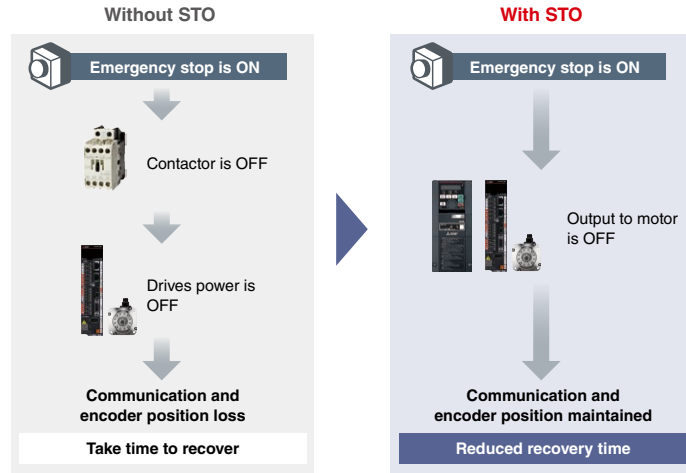 Without STO
Emergency stop is ON
Contactor is OFF
Drives power is
OFF
Communication and
encoder position loss
Take time to recover
With STO
Emergency stop is ON
Output to motor
is OFF
Communication and
encoder position maintained
Reduced recovery time